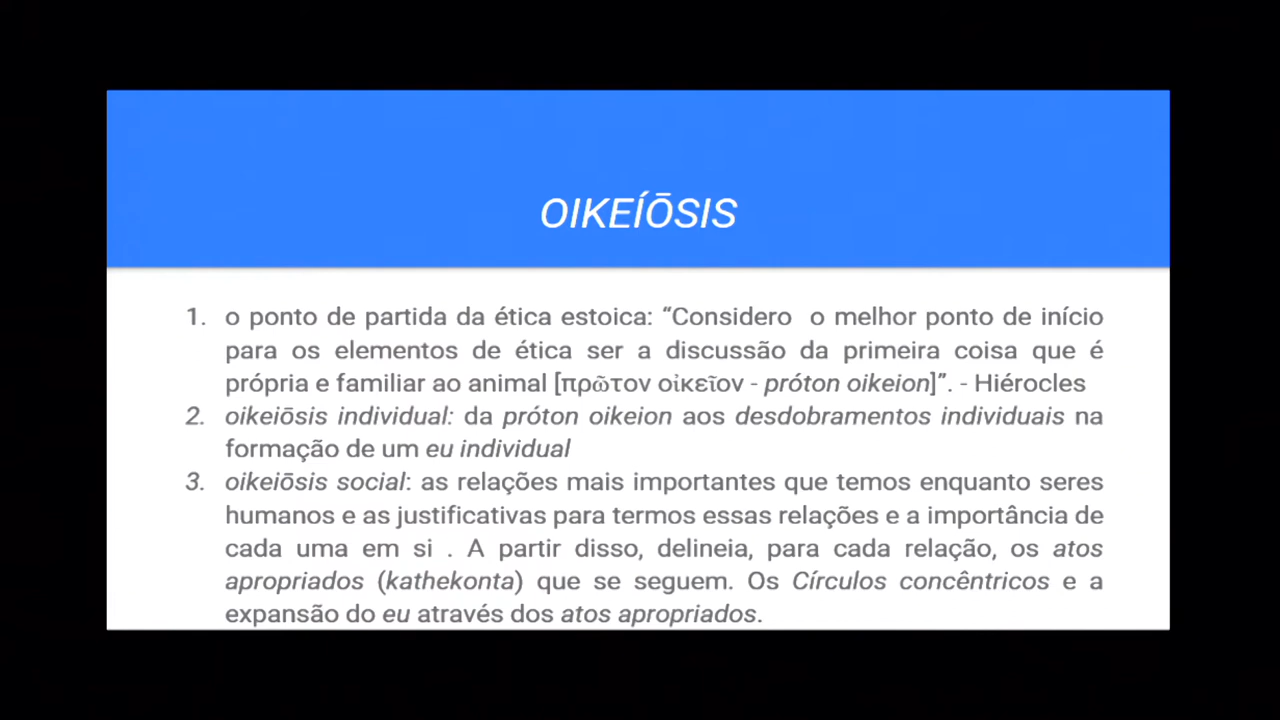 OIKEÍŌSIS
1. o ponto de partida da ética estoica: “Considero o melhor ponto de início
para os elementos de ética ser a discussão da primeira coisa que é
própria e familiar ao animal [πρῶτον οἰκεῖον - próton oikeion]”. - Hiérocles
2. oikeiōsis individual: da próton oikeion aos desdobramentos individuais na
formação de um eu individual
3. oikeiōsis social: as relações mais importantes que temos enquanto seres
humanos e as justificativas para termos essas relações e a importância de
cada uma em si . A partir disso, delineia, para cada relação, os atos
apropriados (kathekonta) que se seguem. Os Círculos concêntricos e a
expansão do eu através dos atos apropriados.